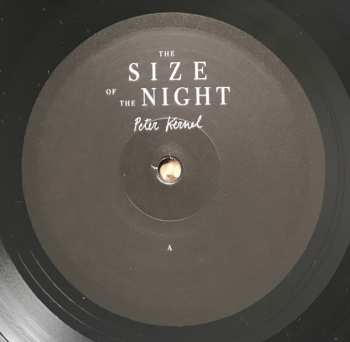 THE
SIZE
OF THE NIGHT
Peter Kernel
A